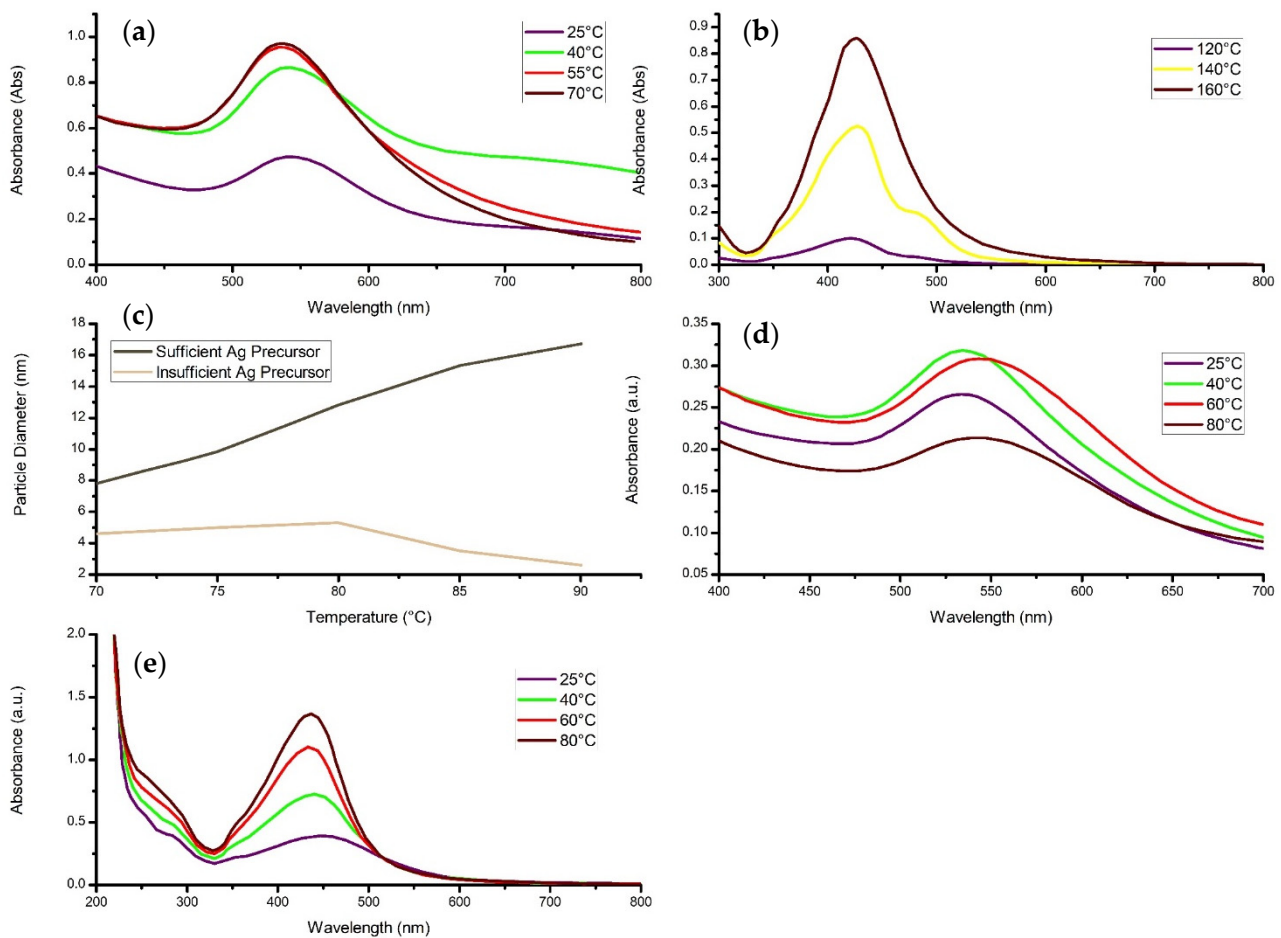 (a)
25°C
40°C
55°C
70°C
1.0
0.8
0.6
0.4
0.2
0.0
Absorbance (Abs)
400
500
600
700
800
Wavelength (nm)
(b)
120°C
140°C
160°C
0.9
0.8
0.7
0.6
0.5
0.4
0.3
0.2
0.1
0.0
Absorbance (Abs)
300
400
500
600
700
800
Wavelength (nm)
(c)
Sufficient Ag Precursor
Insufficient Ag Precursor
18
16
14
12
10
8
6
4
2
Particle Diameter (nm)
70
75
80
85
90
Temperature (°C)
(d)
25°C
40°C
60°C
80°C
0.35
0.30
0.25
0.20
0.15
0.10
0.05
Absorbance (a.u.)
400
450
500
550
600
650
700
Wavelength (nm)
(e)
25°C
40°C
60°C
80°C
2.0
1.5
1.0
0.5
0.0
Absorbance (a.u.)
200
300
400
500
600
700
800
Wavelength (nm)